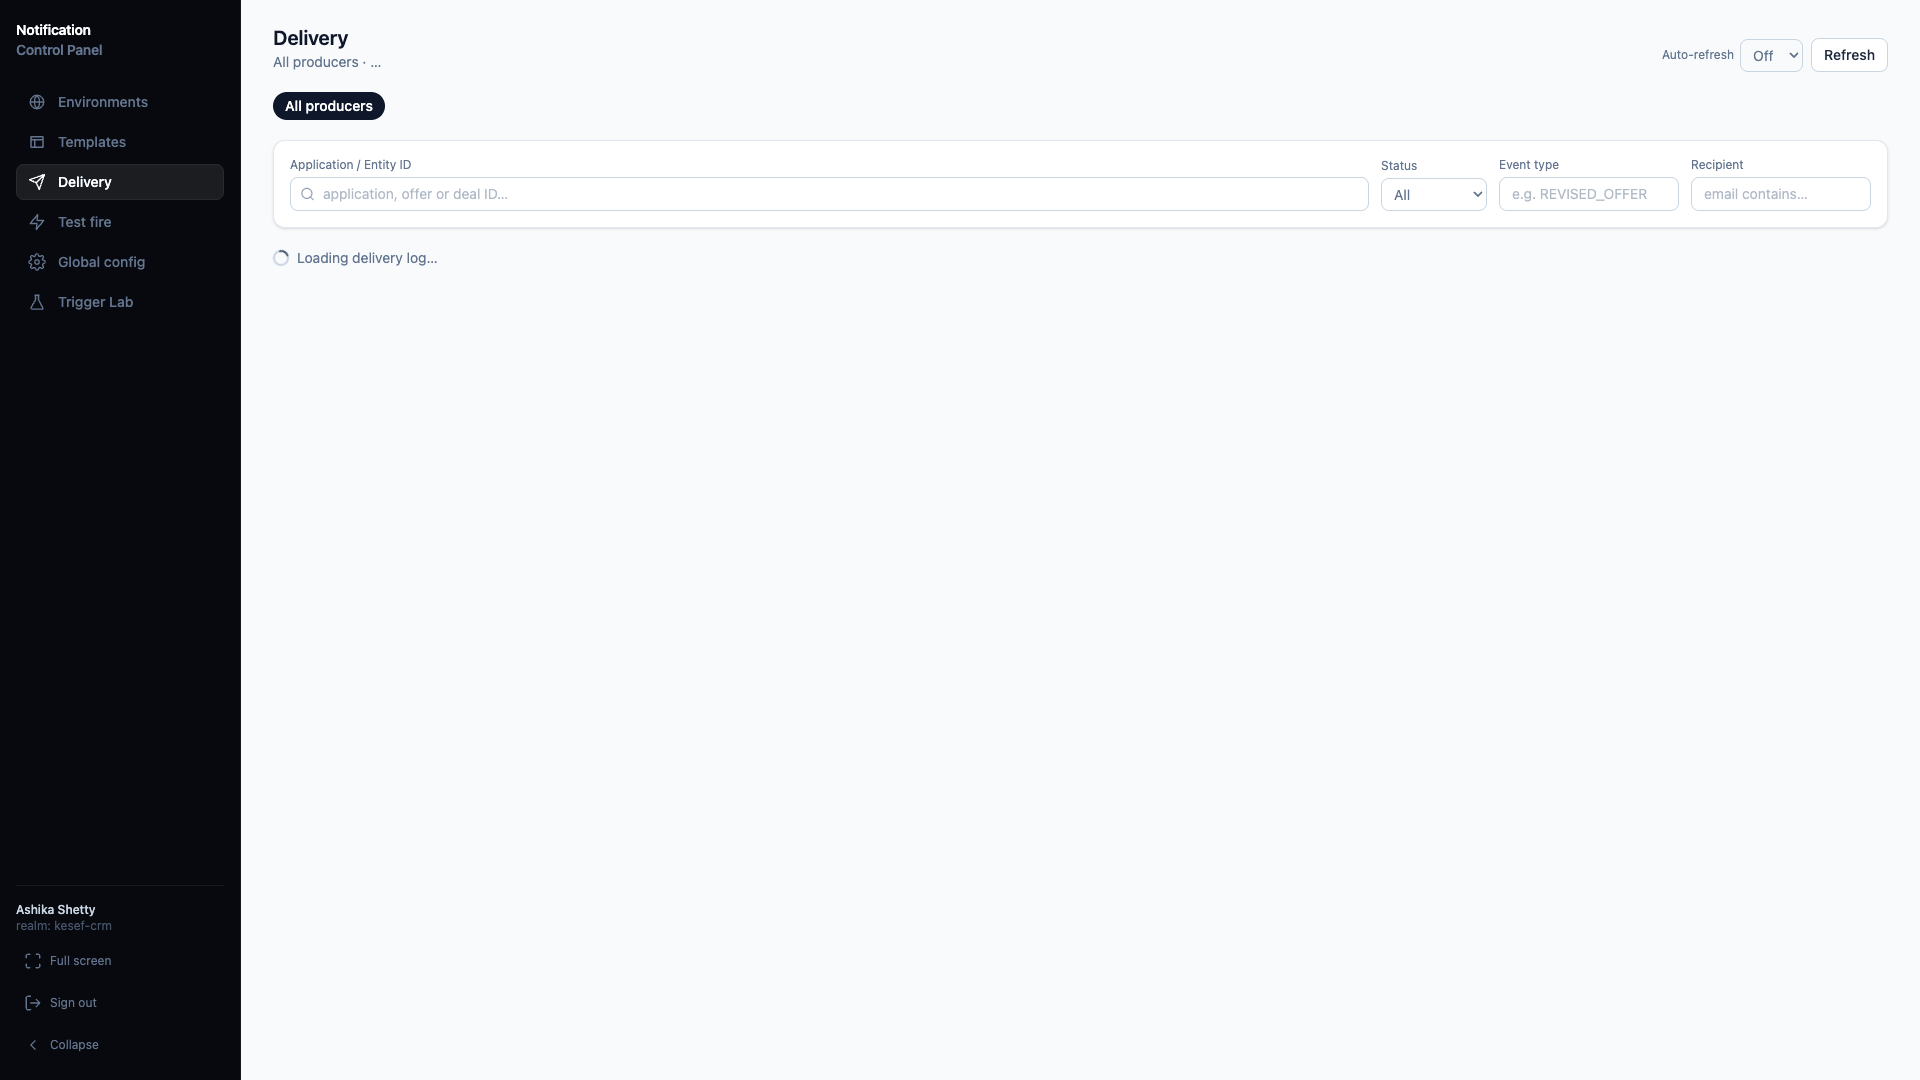 Notification
Control Panel
Environments
Templates
Delivery
Test fire
Global config
Trigger Lab
Ashika Shetty
realm: kesef-crm
Full screen
Sign out
Collapse
Delivery
All producers · ...
Auto-refresh
Off
Refresh
All producers
Application / Entity ID
application, offer or deal ID...
Status
All
Event type
e.g. REVISED_OFFER
Recipient
email contains...
Loading delivery log...